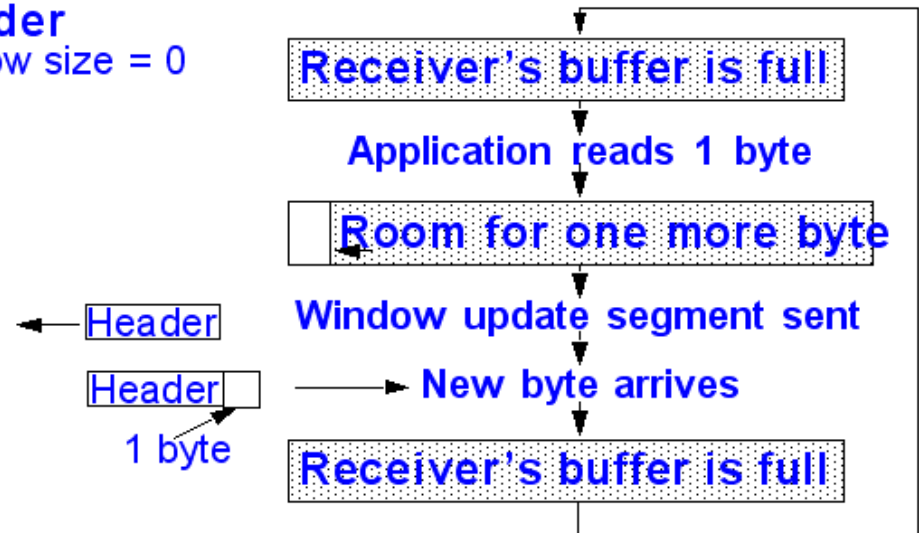 der
ow size = 0
Receiver's buffer is full
Application reads 1 byte
Room for one more byte
Header
Window update segment sent
Header
New byte arrives
1 byte
Receiver's buffer is full